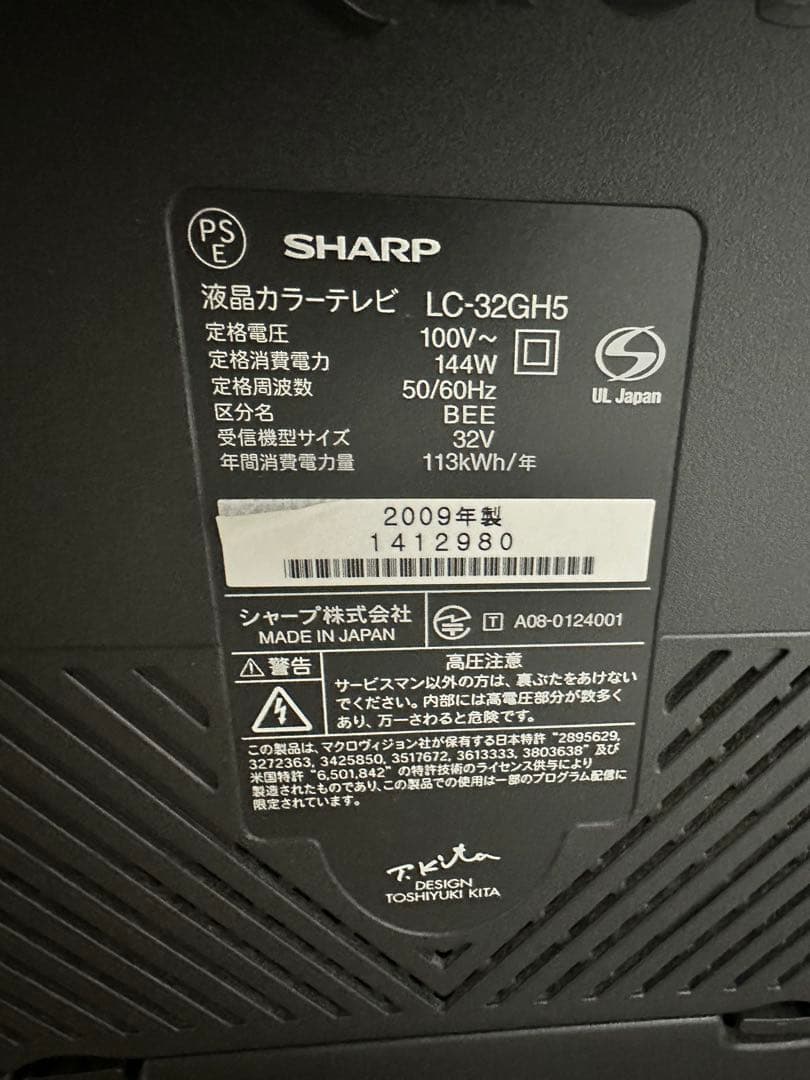 PS
E
SHARP
液晶カラーテレビ LC-32GH5
定格電圧 100V～
定格消費電力 144W
定格周波数 50/60Hz
区分名 BEE
受信機型サイズ 32V
年間消費電力量 113kWh/年
UL Japan
2009年製
1412980
シャープ株式会社
MADE IN JAPAN
T A08-0124001
警告
高圧注意
サービスマン以外の方は、裏ぶたをあけない
でください。内部には高電圧部分が数多く
あり、万一さわると危険です。
この製品は、マクロヴィジョン社が保有する日本特許 "2895629,
3272363, 3425850, 3517672, 3613333, 3803638" 及び
米国特許 "6,501,842" の特許技術のライセンス供与により
製造されたものであり、この製品での使用は一部のプログラム配信に
限定されています。
T.Kita
DESIGN
TOSHIYUKI KITA